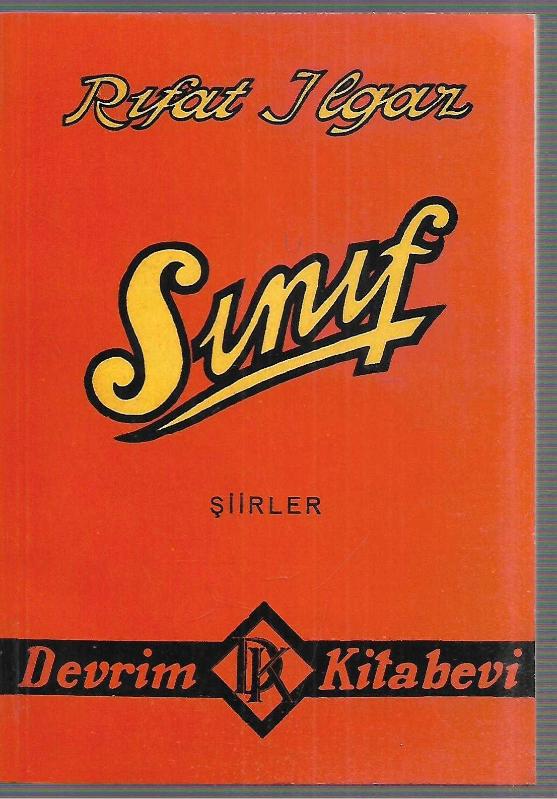 Rıfat Ilgaz
Sınıf
ŞİİRLER
Devrim DK Kitabevi